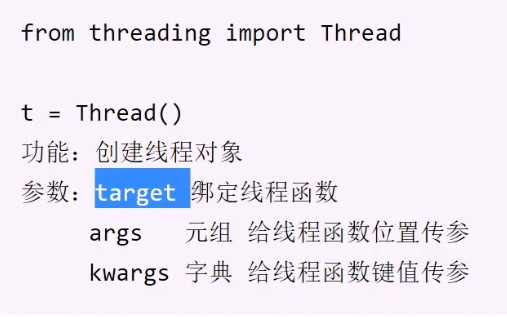 from threading import Thread
t = Thread()
功能：创建线程对象
参数：target 绑定线程函数
args 元组 给线程函数位置传参
kwargs 字典 给线程函数键值传参